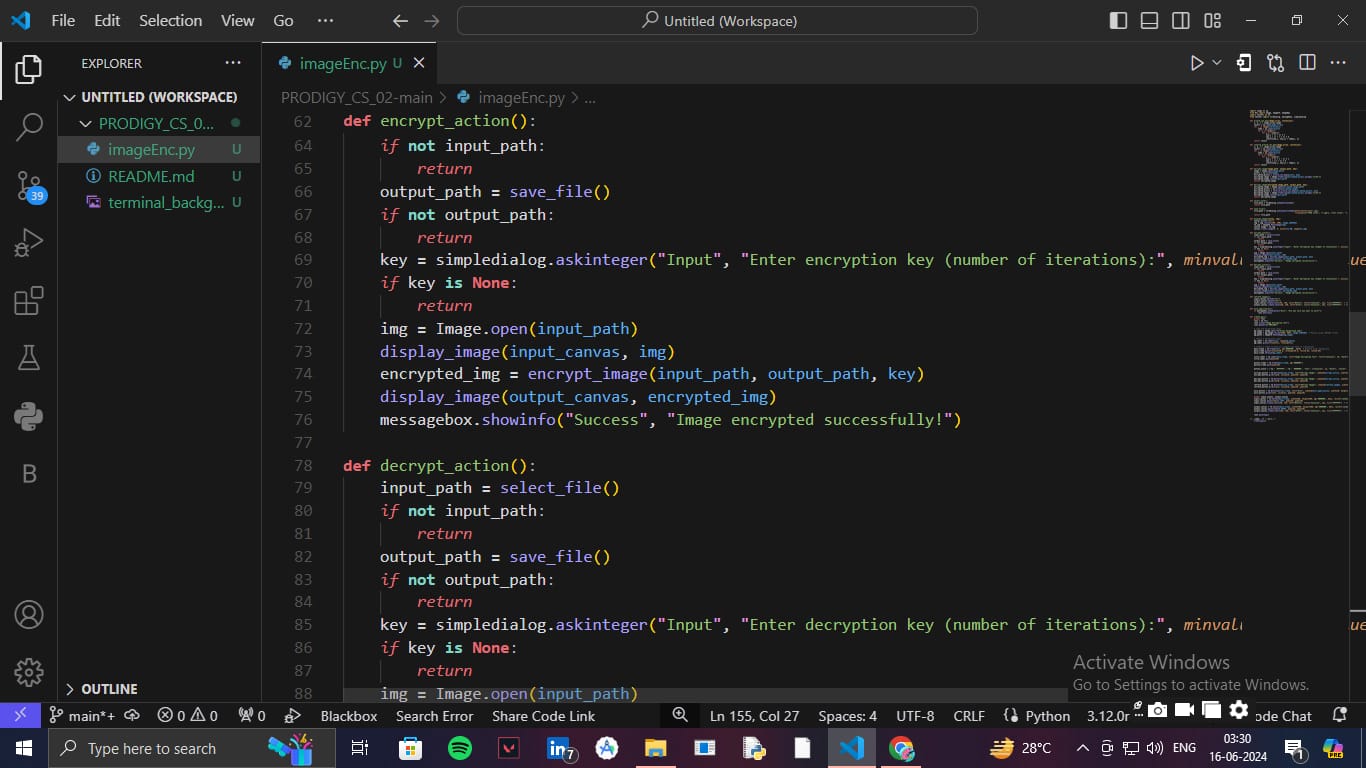 File Edit Selection View Go ··· Untitled (Workspace)
EXPLORER ···
imageEnc.py U
UNTITLED (WORKSPACE)
PRODIGY_CS_0...
imageEnc.py U
README.md U
terminal_backg... U
39
B
OUTLINE
PRODIGY_CS_02-main > imageEnc.py > ...
62 def encrypt_action():
64 if not input_path:
65 return
66 output_path = save_file()
67 if not output_path:
68 return
69 key = simpledialog.askinteger("Input", "Enter encryption key (number of iterations):", minval
70 if key is None:
71 return
72 img = Image.open(input_path)
73 display_image(input_canvas, img)
74 encrypted_img = encrypt_image(input_path, output_path, key)
75 display_image(output_canvas, encrypted_img)
76 messagebox.showinfo("Success", "Image encrypted successfully!")
77
78 def decrypt_action():
79 input_path = select_file()
80 if not input_path:
81 return
82 output_path = save_file()
83 if not output_path:
84 return
85 key = simpledialog.askinteger("Input", "Enter decryption key (number of iterations):", minval
86 if key is None:
87 return
88 img = Image.open(input_path)
Activate Windows
Go to Settings to activate Windows.
main*+ 0 0 0 Blackbox Search Error Share Code Link Ln 155, Col 27 Spaces: 4 UTF-8 CRLF Python 3.12.0r ode Chat
Type here to search 7 28°C ENG 03:30 1
16-06-2024